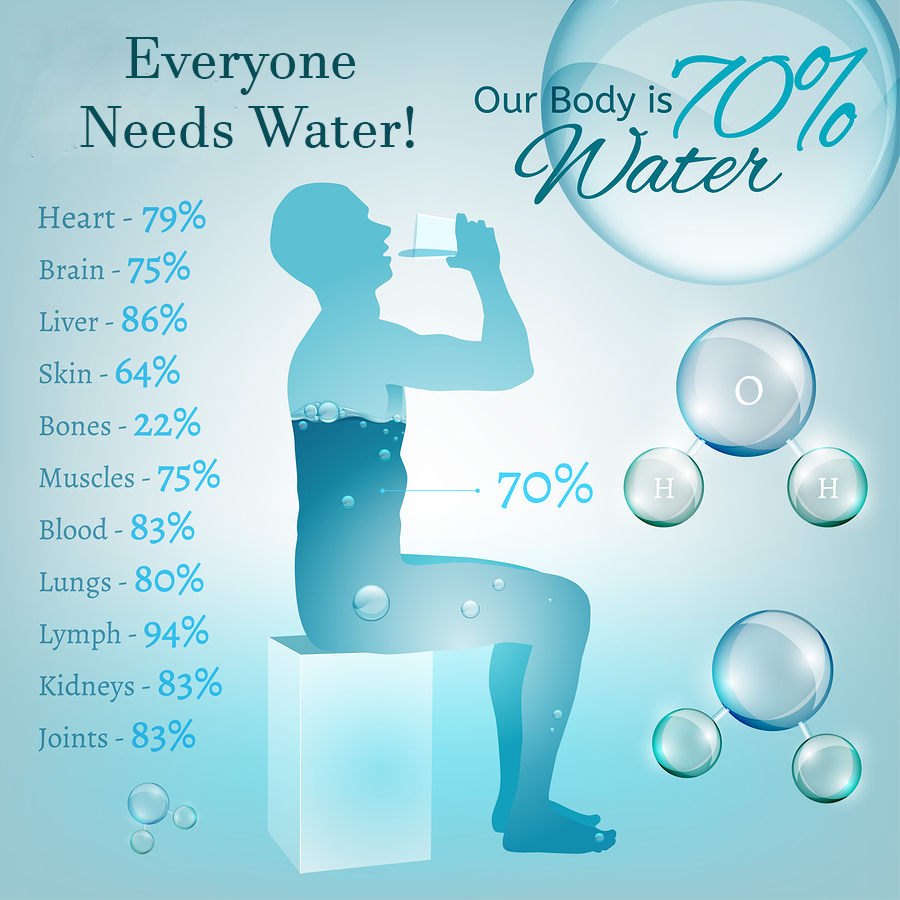 Everyone
Needs Water!
Our Body is 70%
Water
Heart - 79%
Brain - 75%
Liver - 86%
Skin - 64%
Bones - 22%
Muscles - 75%
Blood - 83%
Lungs - 80%
Lymph - 94%
Kidneys - 83%
Joints - 83%
70%
O
H H